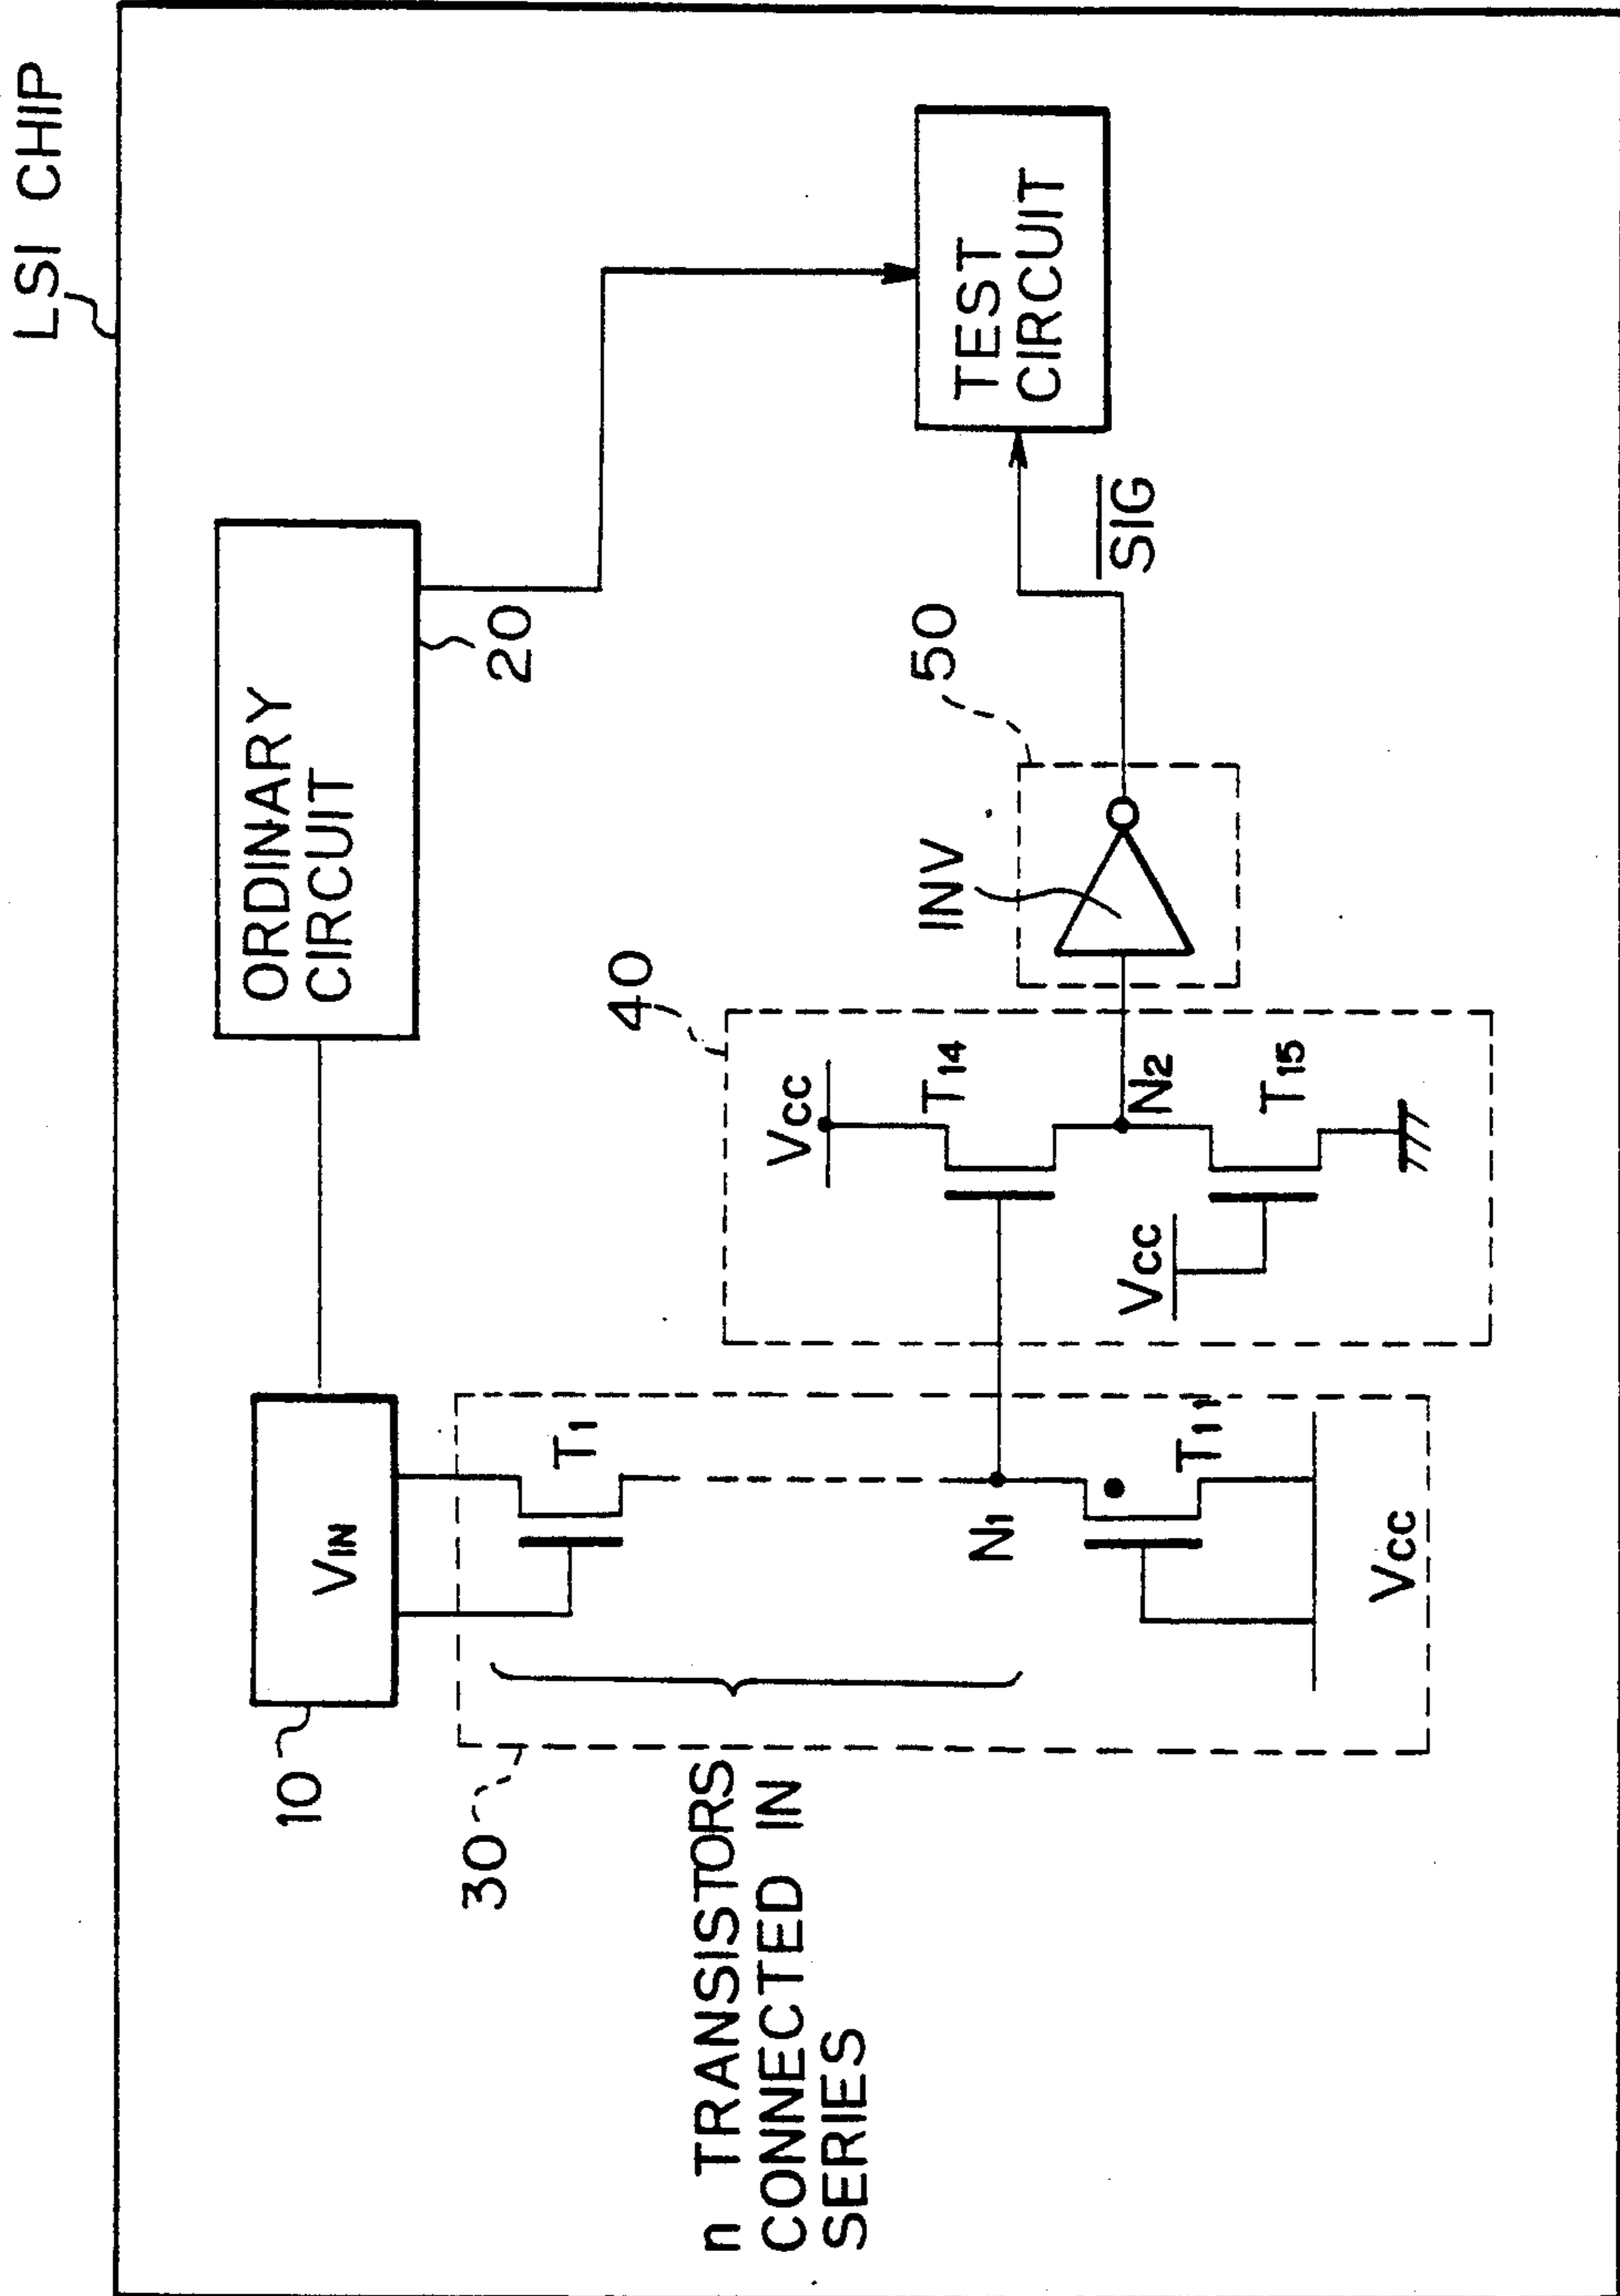 LSI CHIP
ORDINARY
CIRCUIT
20
10
VIN
30
T1
n TRANSISTORS
CONNECTED IN
SERIES
N1
T11
Vcc
40
Vcc
T14
N2
Vcc
T15
50
INV
SIG
TEST
CIRCUIT